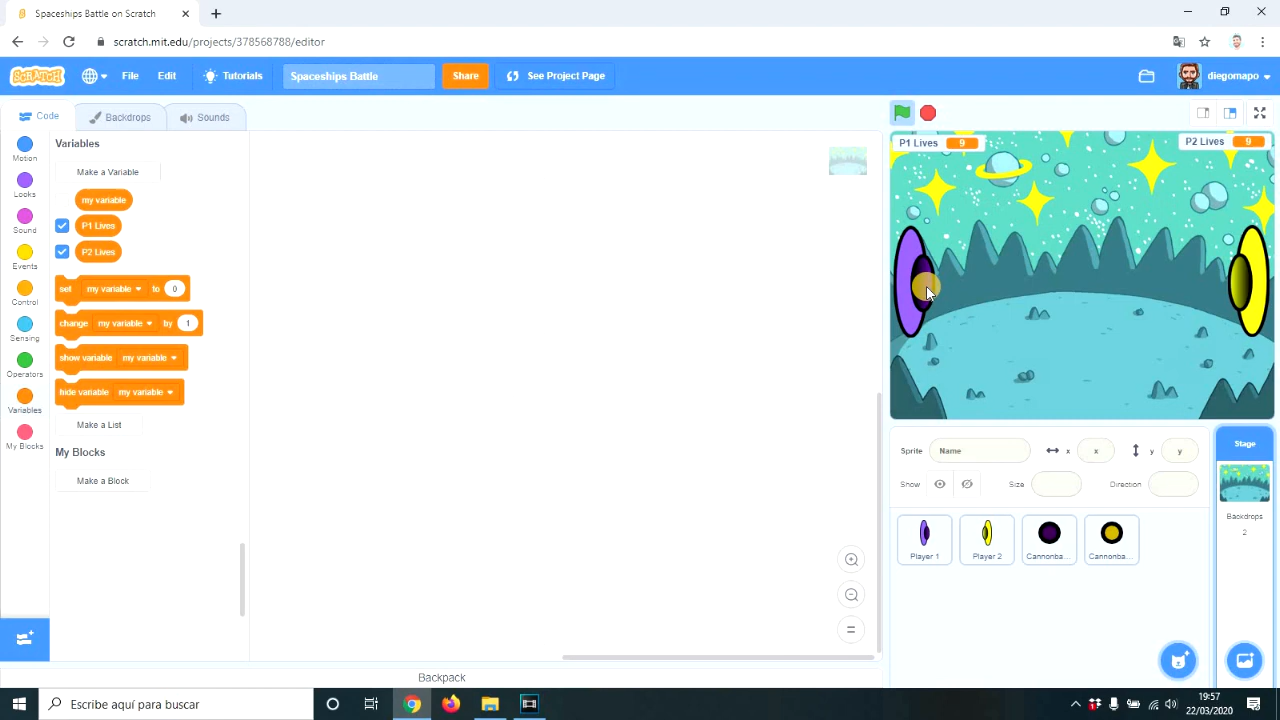 Spaceships Battle on Scratch
scratch.mit.edu/projects/378568788/editor
SCRATCH
File
Edit
Tutorials
Spaceships Battle
Share
See Project Page
diegomapo
Code
Backdrops
Sounds
Motion
Looks
Sound
Events
Control
Sensing
Operators
Variables
My Blocks
Variables
Make a Variable
my variable
P1 Lives
P2 Lives
set my variable to 0
change my variable by 1
show variable my variable
hide variable my variable
Make a List
My Blocks
Make a Block
P1 Lives 9
P2 Lives 9
Sprite Name x x y y
Show Size Direction
Player 1
Player 2
Cannonba...
Cannonba...
Stage
Backdrops
2
Backpack
Escribe aquí para buscar
19:57
22/03/2020